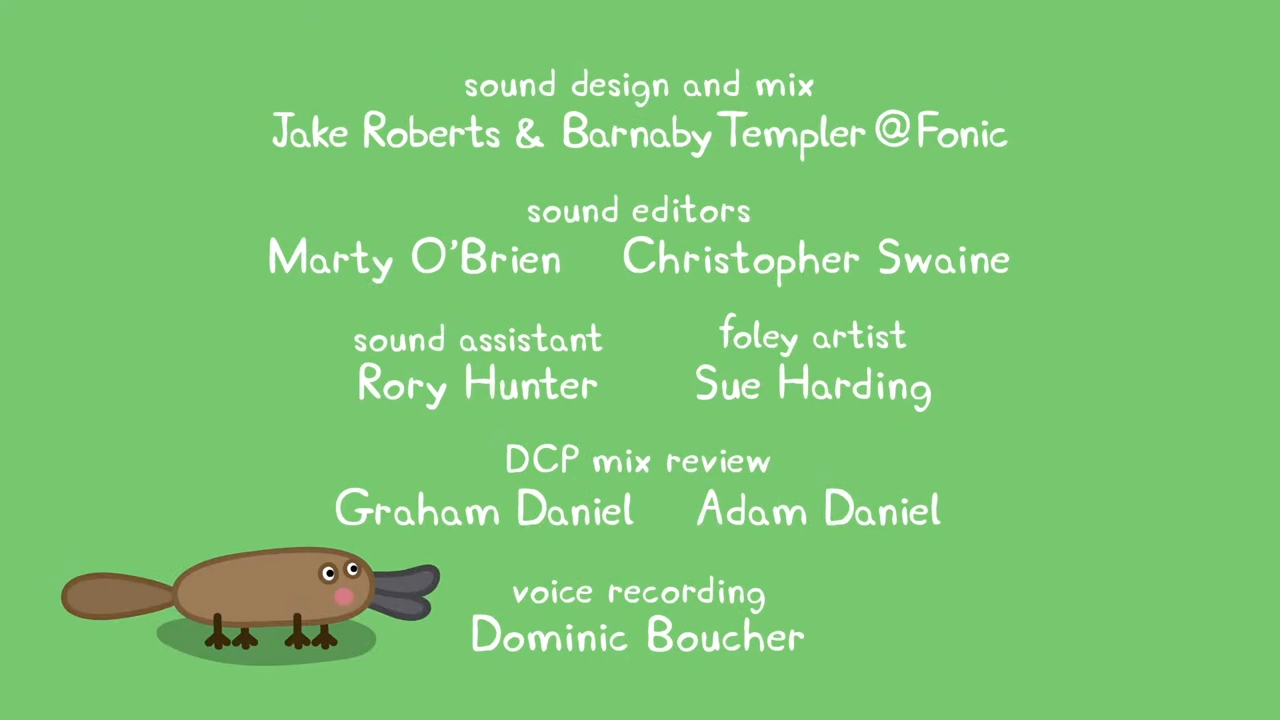 sound design and mix
Jake Roberts & Barnaby Templer @ Fonic
sound editors
Marty O'Brien Christopher Swaine
sound assistant foley artist
Rory Hunter Sue Harding
DCP mix review
Graham Daniel Adam Daniel
voice recording
Dominic Boucher